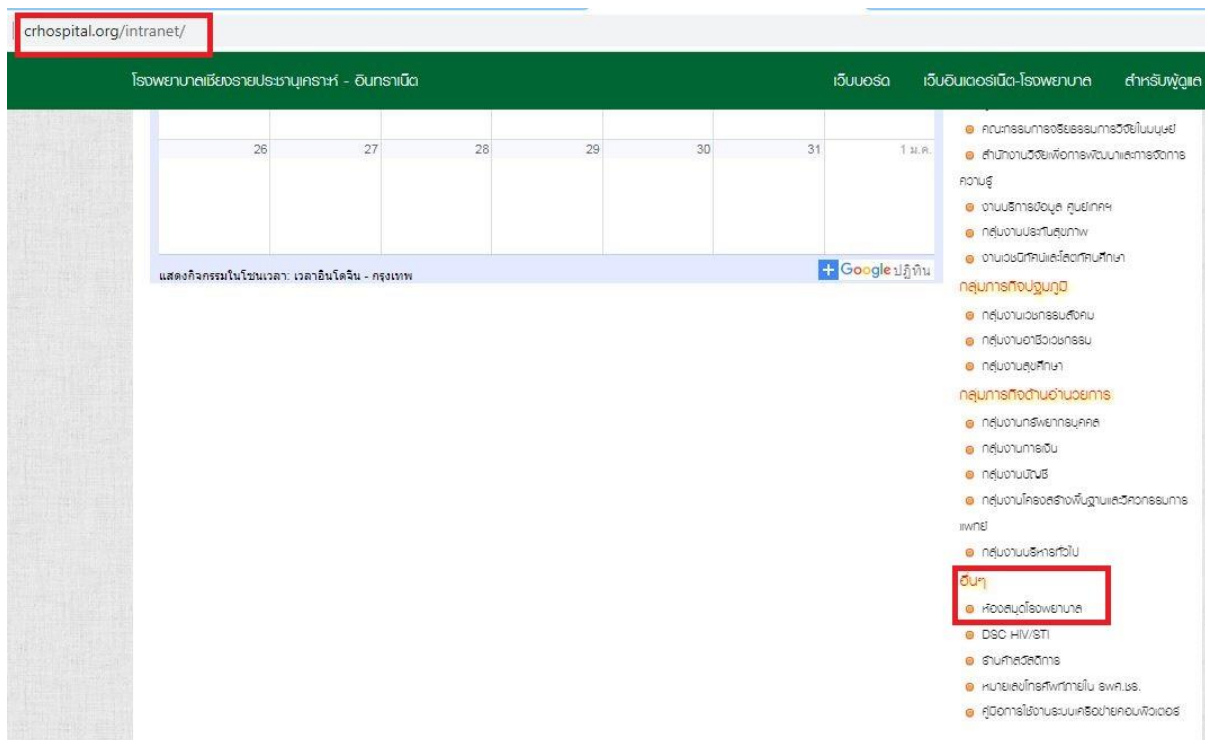 crhospital.org/intranet/
โรงพยาบาลเชียงรายประชานุเคราะห์ - อินทราเน็ต
เว็บบอร์ด เว็บอินเตอร์เน็ต-โรงพยาบาล สำหรับผู้ดูแล
26 27 28 29 30 31 1 ม.ค.
แสดงกิจกรรมในโซนเวลา: เวลาอินโดจีน - กรุงเทพ
+ Google ปฏิทิน
คณะกรรมการจริยธรรมการวิจัยในมนุษย์
สำนักงานวิจัยเพื่อการพัฒนาและการจัดการ
ความรู้
งานบริการข้อมูล ศูนย์เทคฯ
กลุ่มงานประกันสุขภาพ
งานเวชนิทัศน์และโสตทัศนศึกษา
กลุ่มภารกิจปฐมภูมิ
กลุ่มงานเวชกรรมสังคม
กลุ่มงานอาชีวเวชกรรม
กลุ่มงานสุขศึกษา
กลุ่มภารกิจด้านอำนวยการ
กลุ่มงานทรัพยากรบุคคล
กลุ่มงานการเงิน
กลุ่มงานบัญชี
กลุ่มงานโครงสร้างพื้นฐานและวิศวกรรมการ
แพทย์
กลุ่มงานบริหารทั่วไป
อื่นๆ
ห้องสมุดโรงพยาบาล
DSC HIV/STI
ร้านค้าสวัสดิการ
หมายเลขโทรศัพท์ภายใน รพศ.ชร.
คู่มือการใช้งานระบบเครือข่ายคอมพิวเตอร์